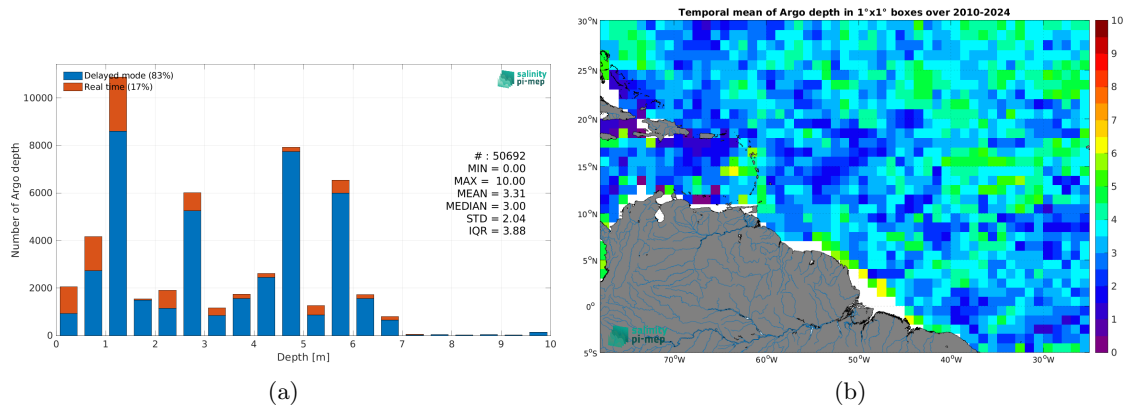 Delayed mode (83%)
Real time (17%)
salinity
pi-mep
10000
8000
6000
4000
2000
0
Number of Argo depth
# : 50692
MIN = 0.00
MAX = 10.00
MEAN = 3.31
MEDIAN = 3.00
STD = 2.04
IQR = 3.88
0 1 2 3 4 5 6 7 8 9 10
Depth [m]
(a)
Temporal mean of Argo depth in 1°x1° boxes over 2010-2024
30°N
25°N
20°N
15°N
10°N
5°N
0°
5°S
70°W 60°W 50°W 40°W 30°W
salinity
pi-mep
10
9
8
7
6
5
4
3
2
1
0
(b)